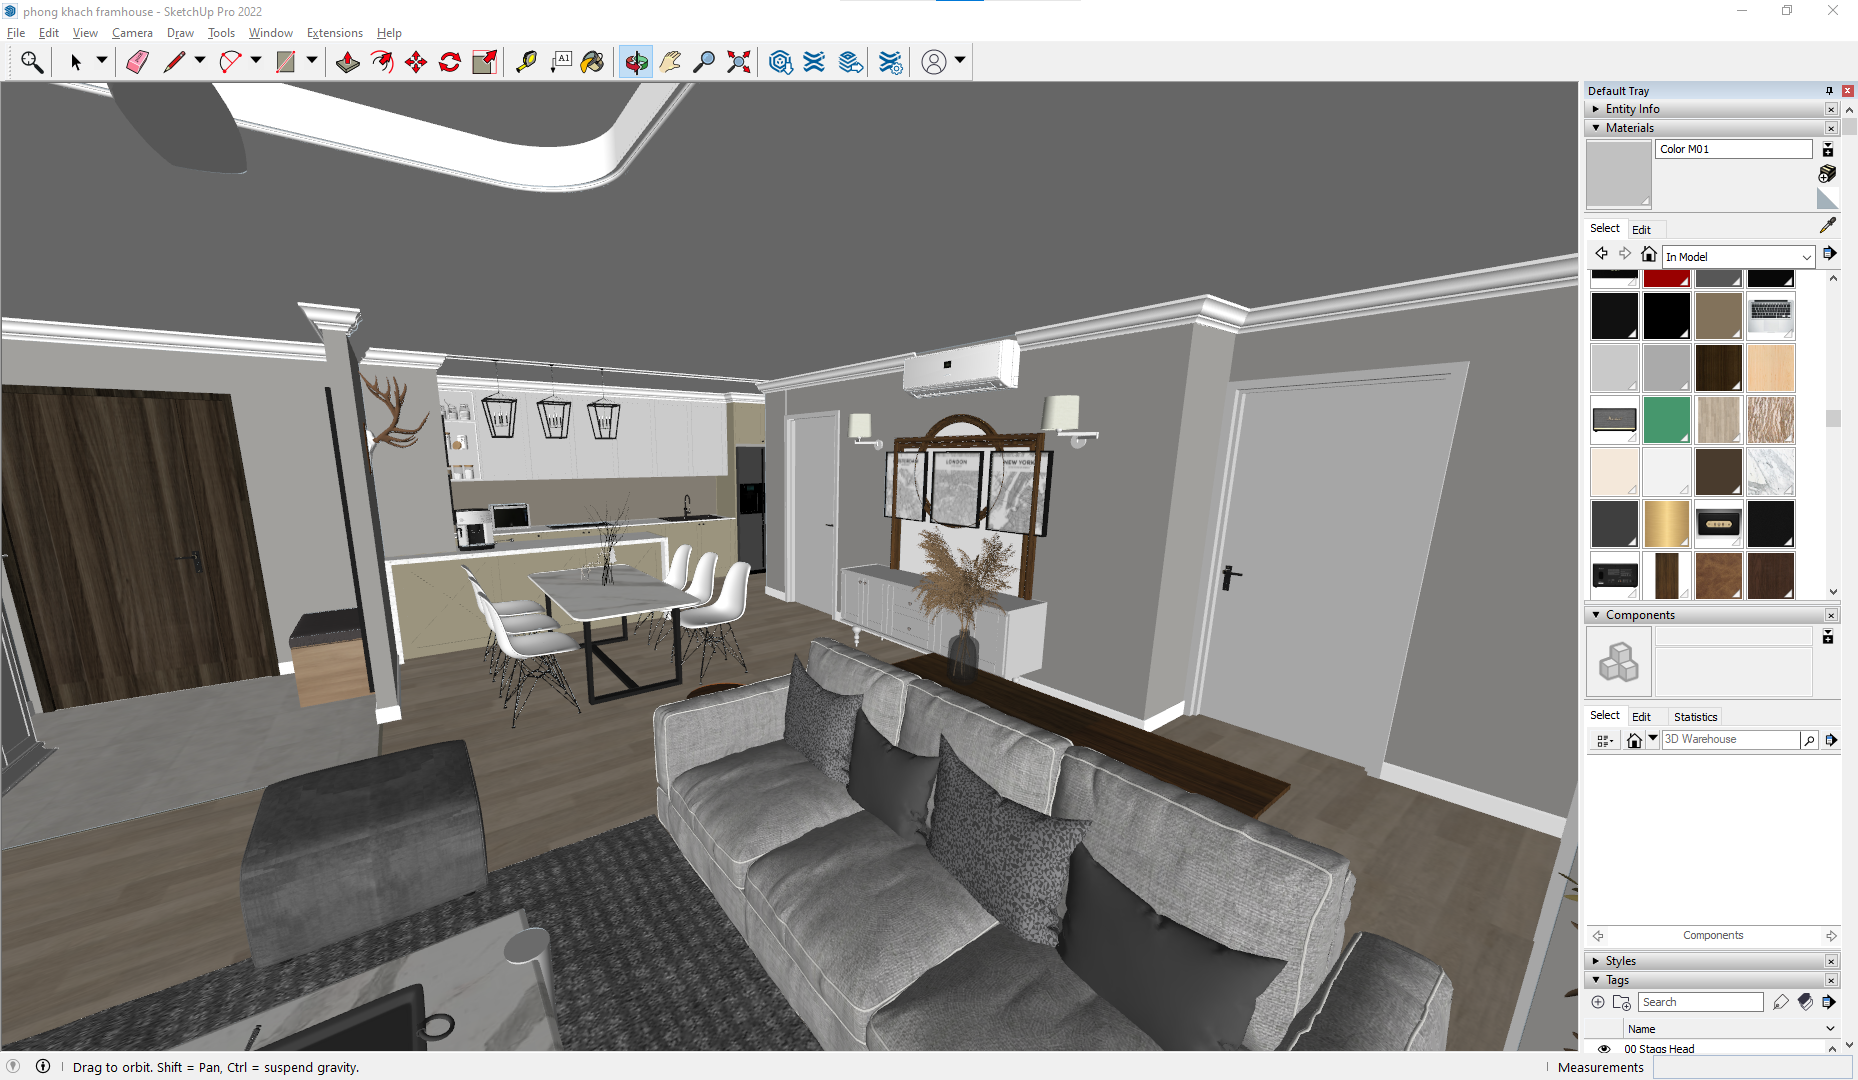 phong khach framhouse - SketchUp Pro 2022
File Edit View Camera Draw Tools Window Extensions Help
A1
Default Tray
Entity Info
Materials
Color M01
Select Edit
In Model
LONDON
NEW YORK
Components
Select Edit Statistics
3D Warehouse
Components
Styles
Tags
Search
Name
00 Stags Head
Drag to orbit. Shift = Pan, Ctrl = suspend gravity.
Measurements